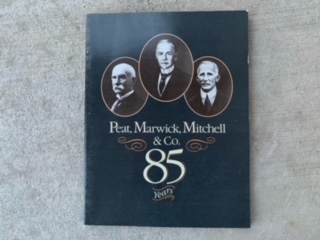 Peat, Marwick, Mitchell
& Co.
85
Years